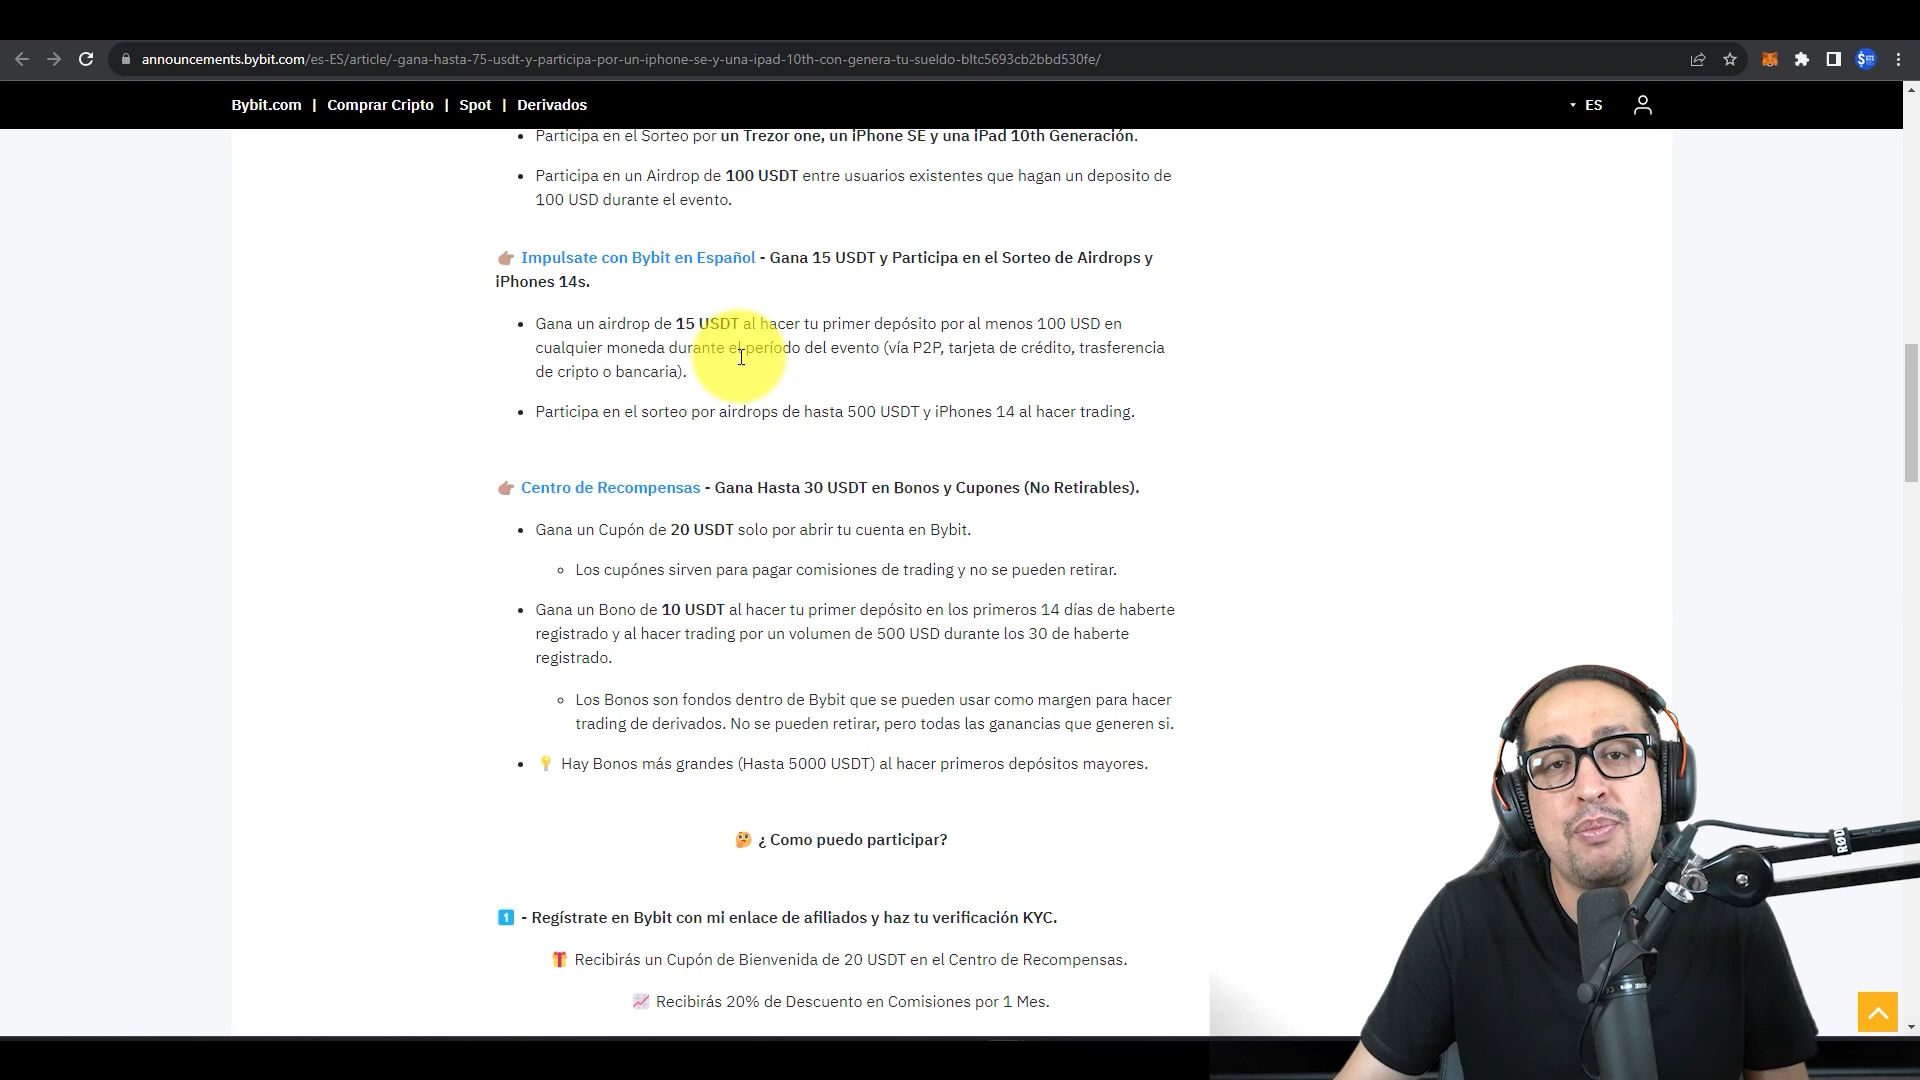 announcements.bybit.com/es-ES/article/-gana-hasta-75-usdt-y-participa-por-un-iphone-se-y-una-ipad-10th-con-genera-tu-sueldo-bltc5693cb2bbd530fe/
Bybit.com | Comprar Cripto | Spot | Derivados
ES
• Participa en el Sorteo por un Trezor one, un iPhone SE y una iPad 10th Generación.
• Participa en un Airdrop de 100 USDT entre usuarios existentes que hagan un deposito de
100 USD durante el evento.
👉🏽 Impulsate con Bybit en Español - Gana 15 USDT y Participa en el Sorteo de Airdrops y
iPhones 14s.
• Gana un airdrop de 15 USDT al hacer tu primer depósito por al menos 100 USD en
cualquier moneda durante el período del evento (vía P2P, tarjeta de crédito, trasferencia
de cripto o bancaria).
• Participa en el sorteo por airdrops de hasta 500 USDT y iPhones 14 al hacer trading.
👉🏽 Centro de Recompensas - Gana Hasta 30 USDT en Bonos y Cupones (No Retirables).
• Gana un Cupón de 20 USDT solo por abrir tu cuenta en Bybit.
◦ Los cupónes sirven para pagar comisiones de trading y no se pueden retirar.
• Gana un Bono de 10 USDT al hacer tu primer depósito en los primeros 14 días de haberte
registrado y al hacer trading por un volumen de 500 USD durante los 30 de haberte
registrado.
◦ Los Bonos son fondos dentro de Bybit que se pueden usar como margen para hacer
trading de derivados. No se pueden retirar, pero todas las ganancias que generen si.
• 💡 Hay Bonos más grandes (Hasta 5000 USDT) al hacer primeros depósitos mayores.
🤔 ¿ Como puedo participar?
1️⃣ - Regístrate en Bybit con mi enlace de afiliados y haz tu verificación KYC.
🎁 Recibirás un Cupón de Bienvenida de 20 USDT en el Centro de Recompensas.
📈 Recibirás 20% de Descuento en Comisiones por 1 Mes.